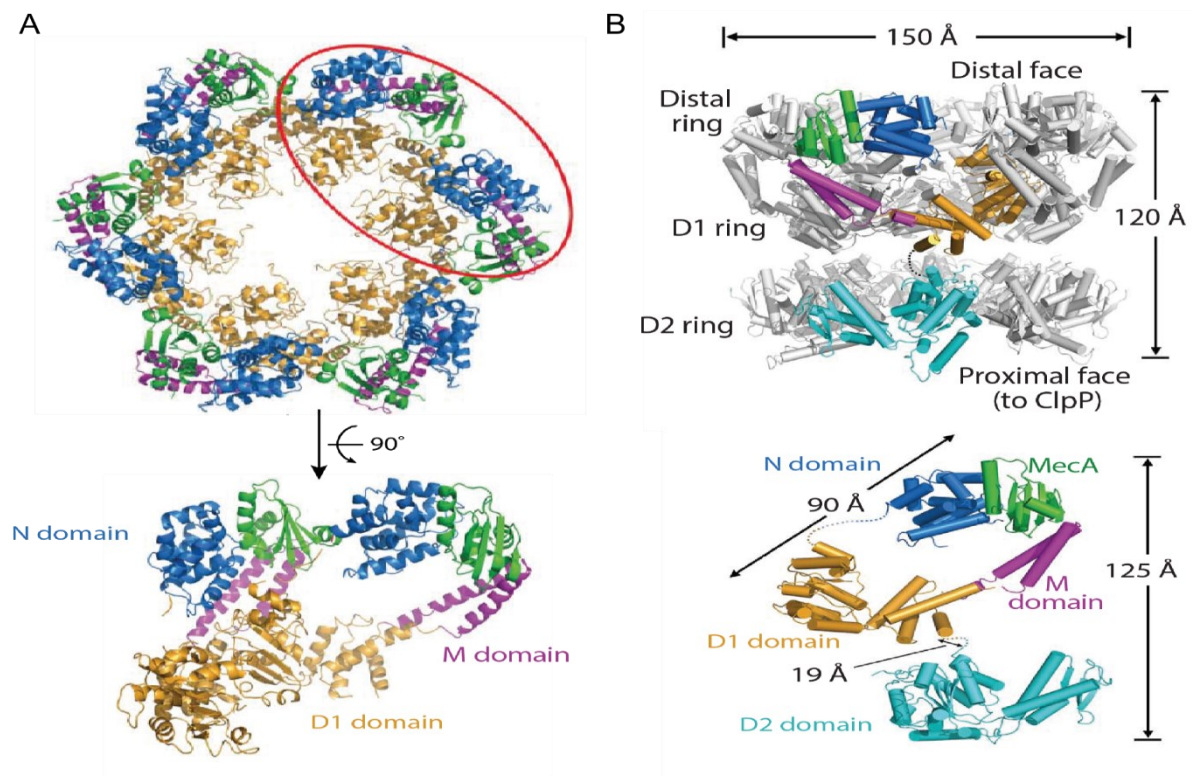 A
90°
N domain
M domain
D1 domain
B
150 Å
Distal face
Distal
ring
D1 ring
120 Å
D2 ring
Proximal face
(to ClpP)
N domain
MecA
90 Å
125 Å
M
domain
D1 domain
19 Å
D2 domain